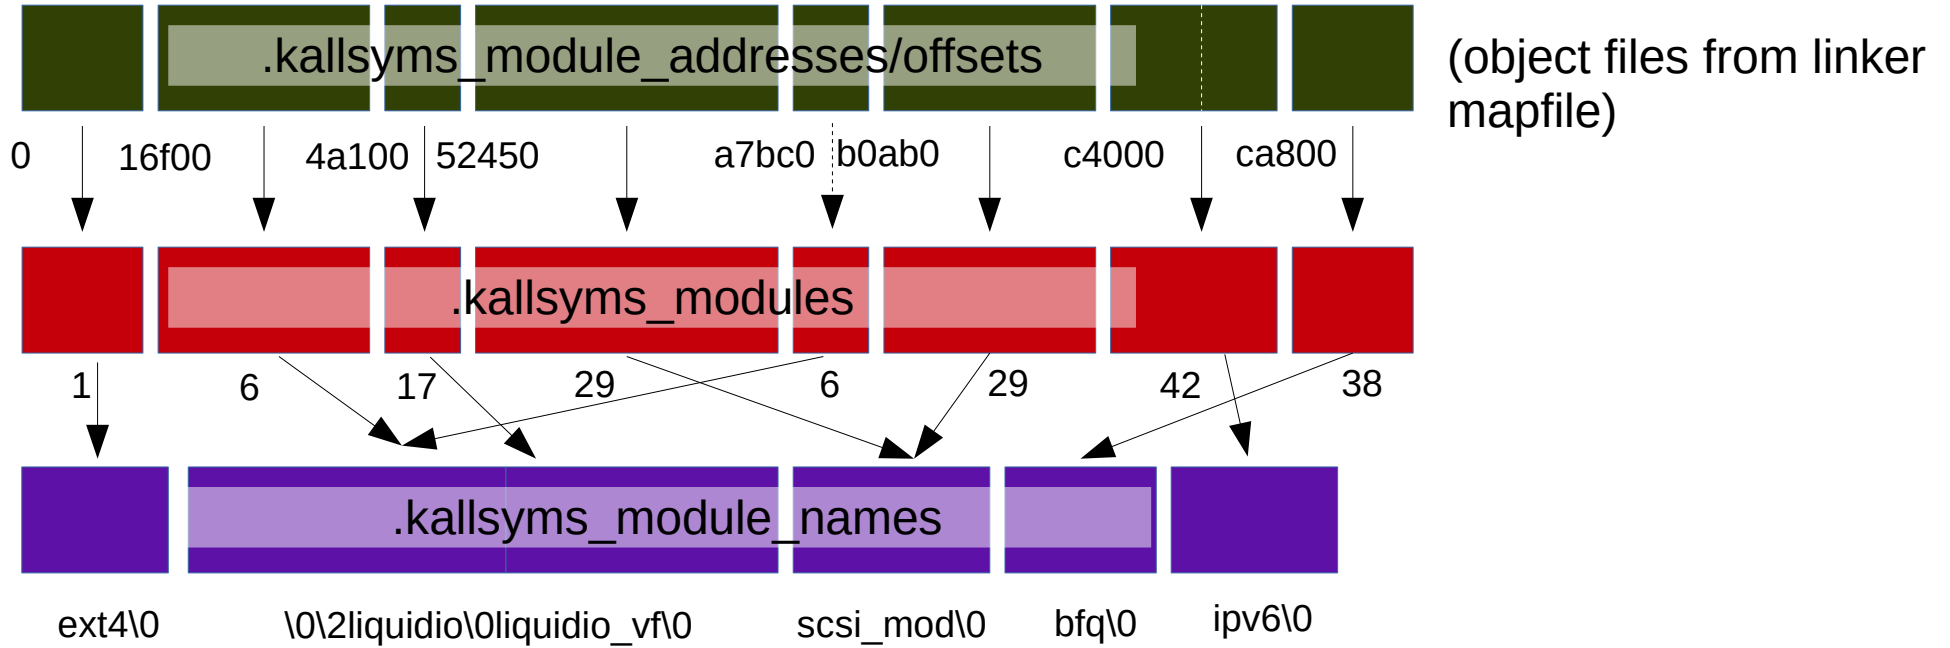 .kallsyms_module_addresses/offsets
(object files from linker
mapfile)
0 16f00 4a100 52450 a7bc0 b0ab0 c4000 ca800
.kallsyms_modules
1 6 17 29 6 29 42 38
.kallsyms_module_names
ext4\0 \0\2liquidio\0liquidio_vf\0 scsi_mod\0 bfq\0 ipv6\0